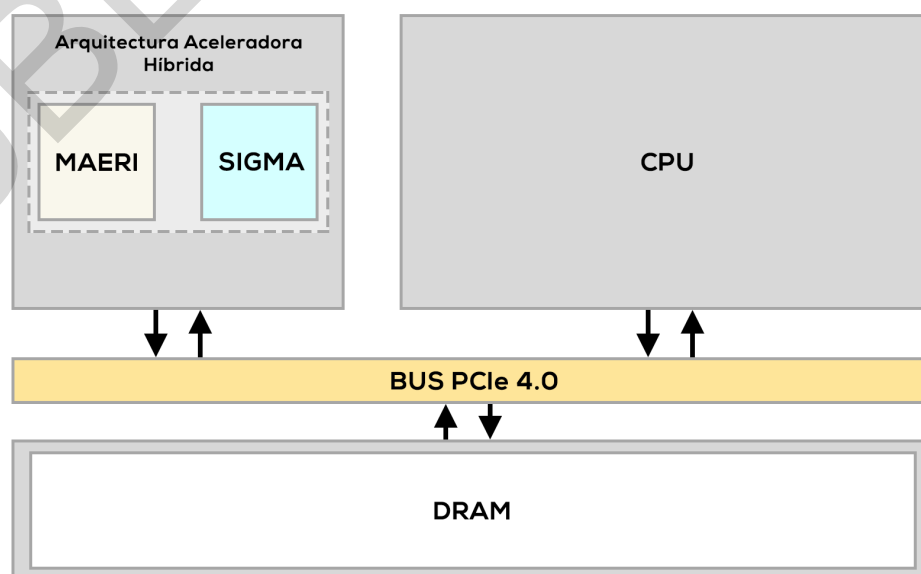 Arquitectura Aceleradora
Híbrida
MAERI
SIGMA
CPU
BUS PCIe 4.0
DRAM